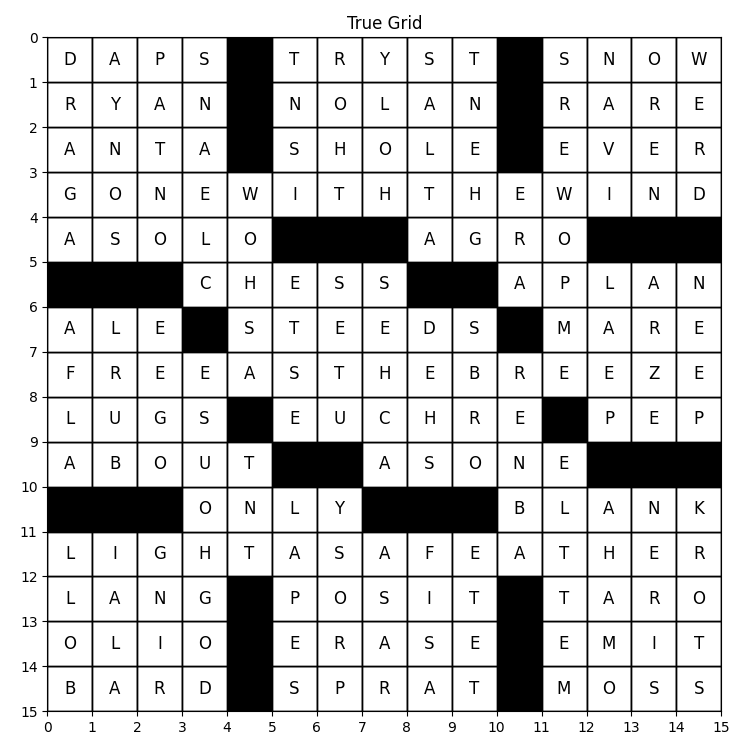 True Grid
0 D A P S T R Y S T S N O W
1 R Y A N N O L A N R A R E
2 A N T A S H O L E E V E R
3 G O N E W I T H T H E W I N D
4 A S O L O A G R O
5 C H E S S A P L A N
6 A L E S T E E D S M A R E
7 F R E E A S T H E B R E E Z E
8 L U G S E U C H R E P E P
9 A B O U T A S O N E
10 O N L Y B L A N K
11 L I G H T A S A F E A T H E R
12 L A N G P O S I T T A R O
13 O L I O E R A S E E M I T
14 B A R D S P R A T M O S S
15
0 1 2 3 4 5 6 7 8 9 10 11 12 13 14 15